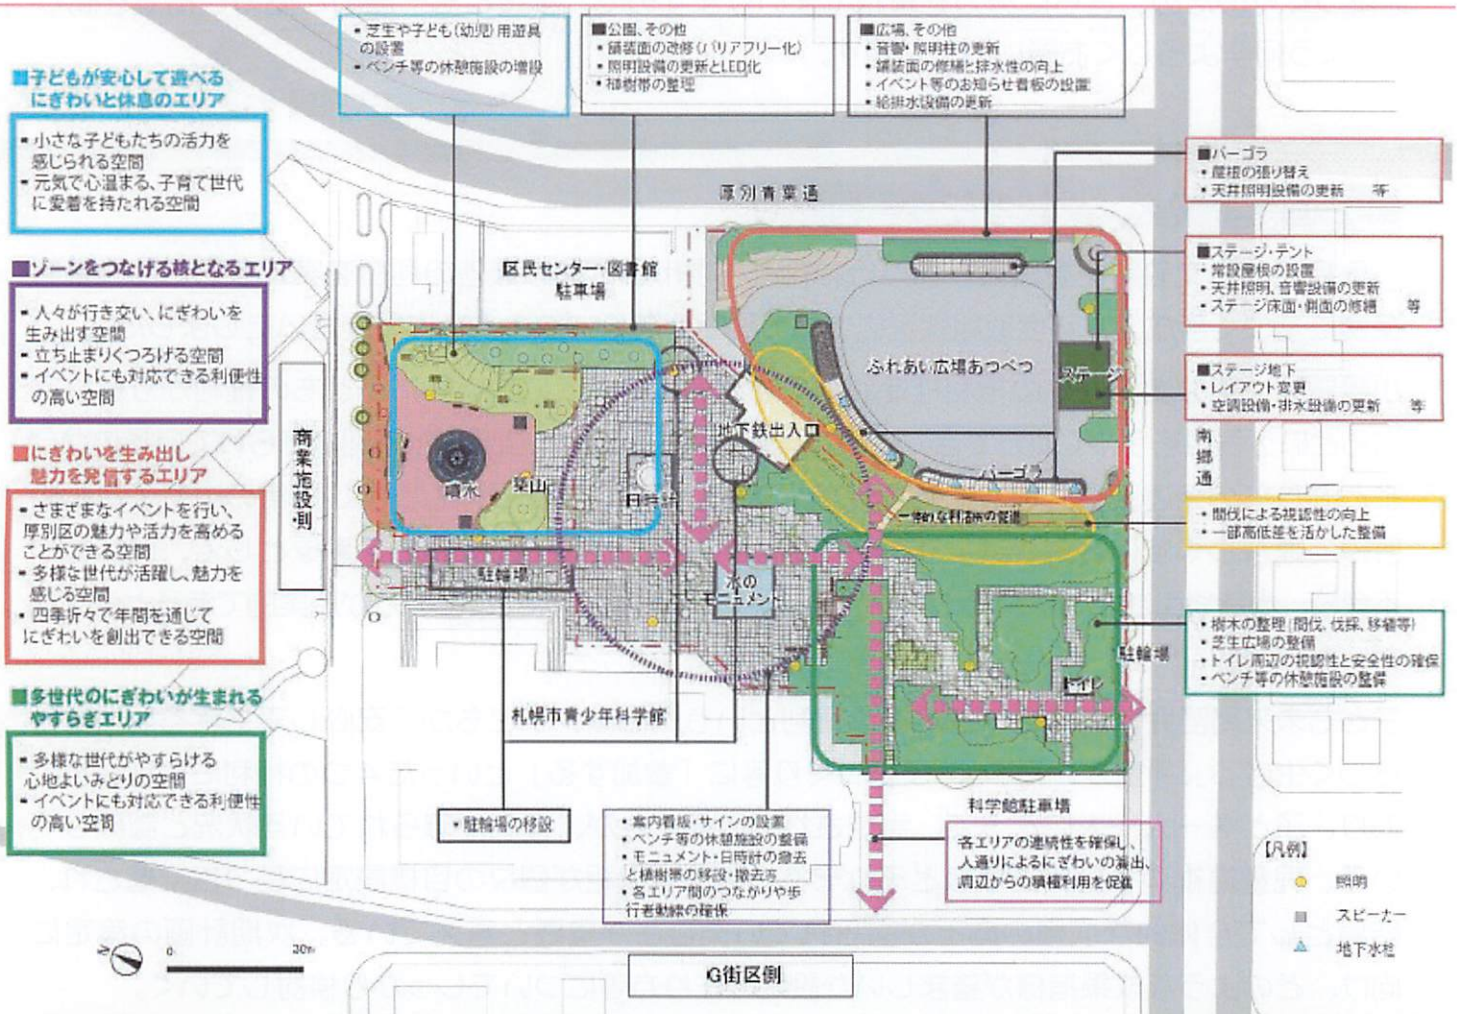 ・芝生や子ども(幼児)用遊具
の設置
・ベンチ等の休憩施設の増設
■公園、その他
・舗装面の改修(バリアフリー化)
・照明設備の更新とLED化
・植樹帯の整理
■広場、その他
・音響・照明柱の更新
・舗装面の修繕と排水性の向上
・イベント等のお知らせ看板の設置
・給排水設備の更新
■子どもが安心して遊べる
にぎわいと休息のエリア
・小さな子どもたちの活力を
感じられる空間
・元気で心温まる、子育て世代
に愛着を持たれる空間
■ゾーンをつなげる核となるエリア
・人々が行き交い、にぎわいを
生み出す空間
・立ち止まりくつろげる空間
・イベントにも対応できる利便性
の高い空間
■にぎわいを生み出し
魅力を発信するエリア
・さまざまなイベントを行い、
厚別区の魅力や活力を高める
ことができる空間
・多様な世代が活躍し、魅力を
感じる空間
・四季折々で年間を通じて
にぎわいを創出できる空間
■多世代のにぎわいが生まれる
やすらぎエリア
・多様な世代がやすらげる
心地よいみどりの空間
・イベントにも対応できる利便性
の高い空間
厚別青葉通
区民センター・図書館
駐車場
商業施設側
噴水
築山
日時計
地下鉄出入口
ふれあい広場あつべつ
ステージ
パーゴラ
一体的な利活用の促進
駐輪場
水の
モニュメント
駐輪場
トイレ
札幌市青少年科学館
科学館駐車場
南郷通
■パーゴラ
・屋根の張り替え
・天井照明設備の更新 等
■ステージ・テント
・常設屋根の設置
・天井照明、音響設備の更新
・ステージ床面・側面の修繕 等
■ステージ地下
・レイアウト変更
・空調設備・排水設備の更新 等
・間伐による視認性の向上
・一部高低差を活かした整備
・樹木の整理(間伐、伐採、移植等)
・芝生広場の整備
・トイレ周辺の視認性と安全性の確保
・ベンチ等の休憩施設の整備
・駐輪場の移設
・案内看板・サインの設置
・ベンチ等の休憩施設の整備
・モニュメント・日時計の撤去
と植樹帯の移設・撤去等
・各エリア間のつながりや歩
行者動線の確保
各エリアの連続性を確保し、
人通りによるにぎわいの演出、
周辺からの積極利用を促進
【凡例】
照明
スピーカー
地下水栓
N
0
30m
G街区側